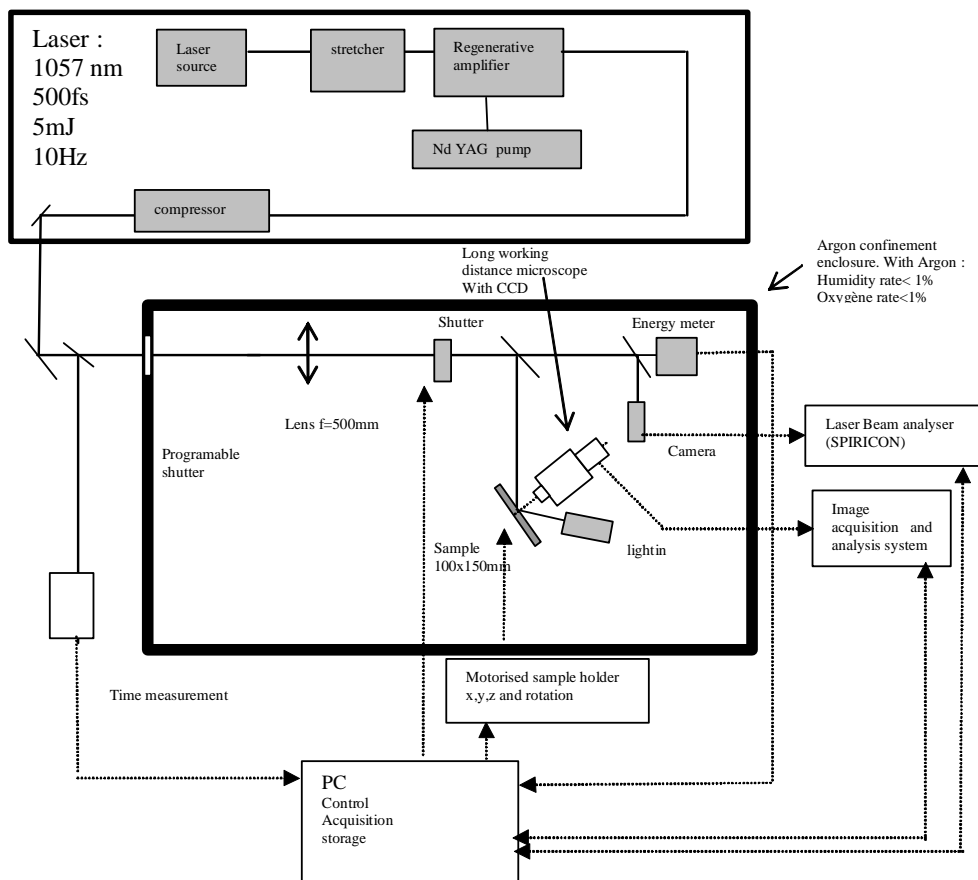 Laser :
1057 nm
500fs
5mJ
10Hz
Laser
source
stretcher
Regenerative
amplifier
Nd YAG pump
compressor
Long working
distance microscope
With CCD
Argon confinement
enclosure. With Argon :
Humidity rate< 1%
Oxygène rate<1%
Shutter
Energy meter
Lens f=500mm
Programable
shutter
Camera
Laser Beam analyser
(SPIRICON)
Image
acquisition and
analysis system
Sample
100x150mm
lightin
Motorised sample holder
x,y,z and rotation
Time measurement
PC
Control
Acquisition
storage